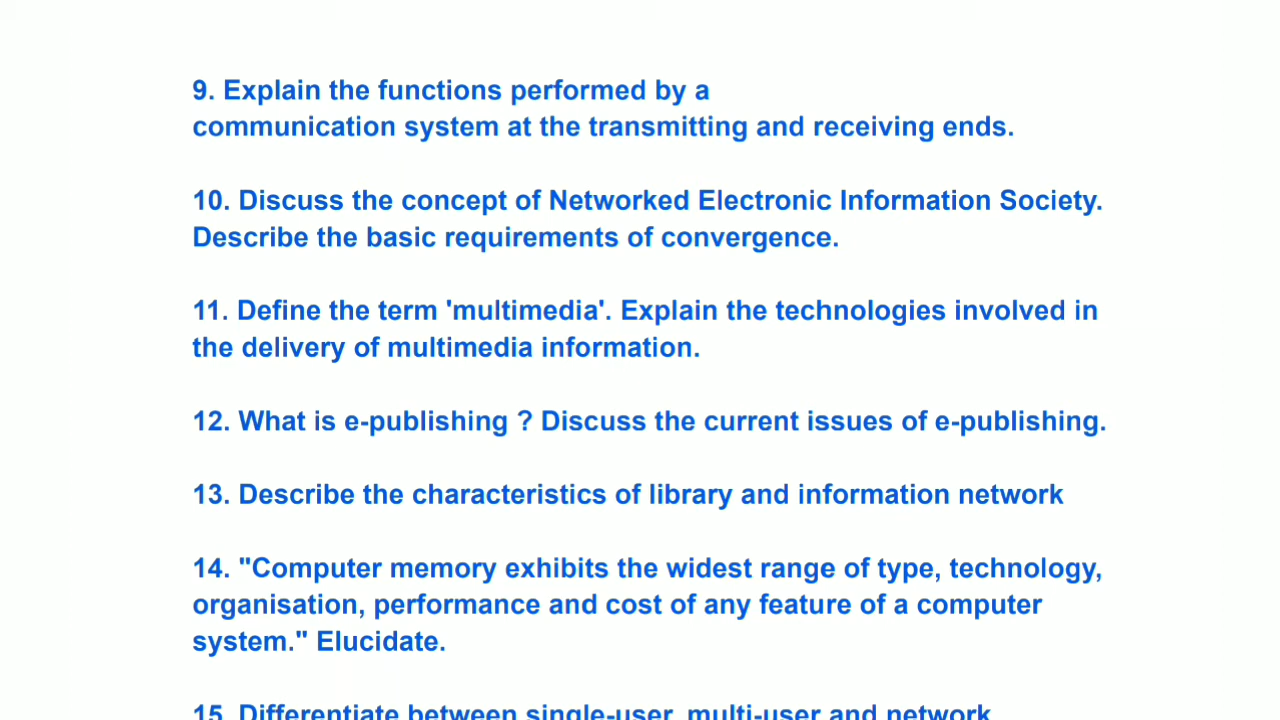 9. Explain the functions performed by a
communication system at the transmitting and receiving ends.
10. Discuss the concept of Networked Electronic Information Society.
Describe the basic requirements of convergence.
11. Define the term 'multimedia'. Explain the technologies involved in
the delivery of multimedia information.
12. What is e-publishing ? Discuss the current issues of e-publishing.
13. Describe the characteristics of library and information network
14. "Computer memory exhibits the widest range of type, technology,
organisation, performance and cost of any feature of a computer
system." Elucidate.
15. Differentiate between single-user, multi-user and network